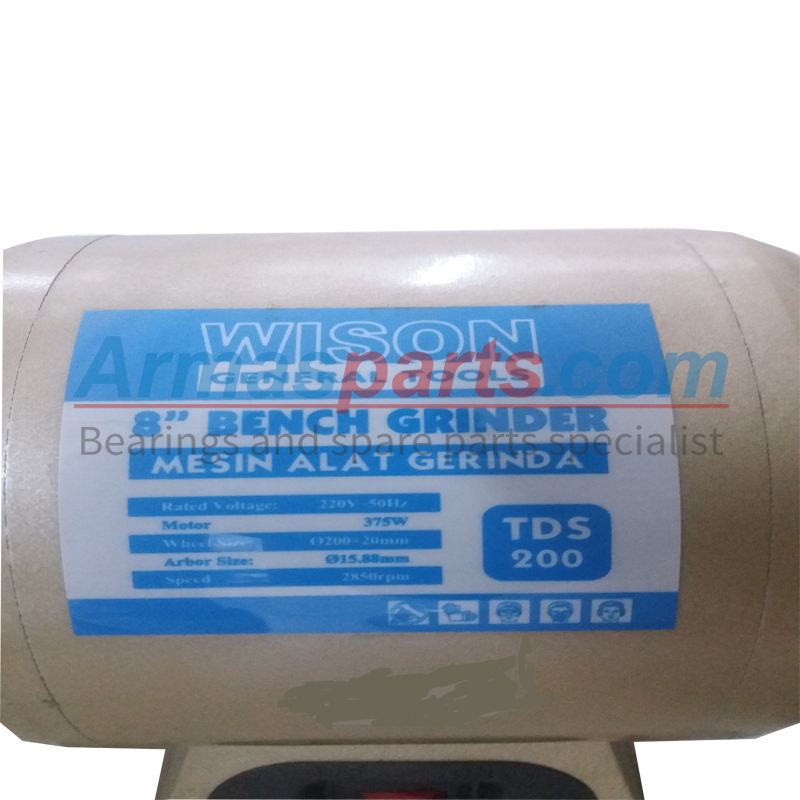 WISON
GENERAL TOOLS
Armasparts.com
8" BENCH GRINDER
Bearings and spare parts specialist
MESIN ALAT GERINDA
Rated Voltage: 220V~50Hz
Motor 375W
Wheel Size: Ø200×20mm
Arbor Size: Ø15.88mm
Speed 2850rpm
TDS
200